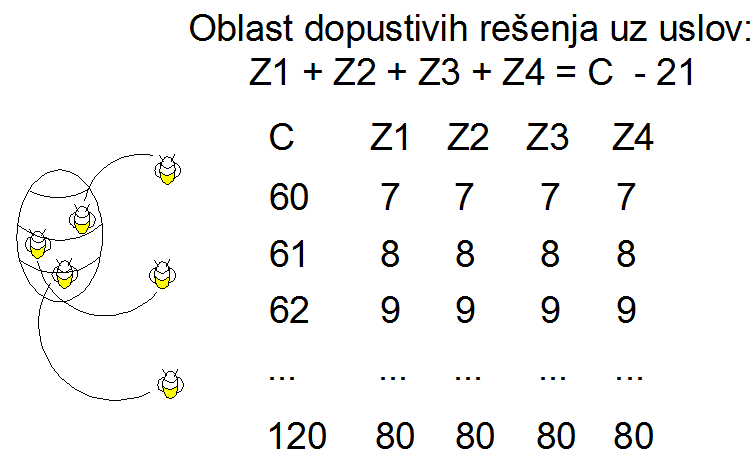 Oblast dopustivih rešenja uz uslov:
Z1 + Z2 + Z3 + Z4 = C - 21
C Z1 Z2 Z3 Z4
60 7 7 7 7
61 8 8 8 8
62 9 9 9 9
... ... ... ... ...
120 80 80 80 80